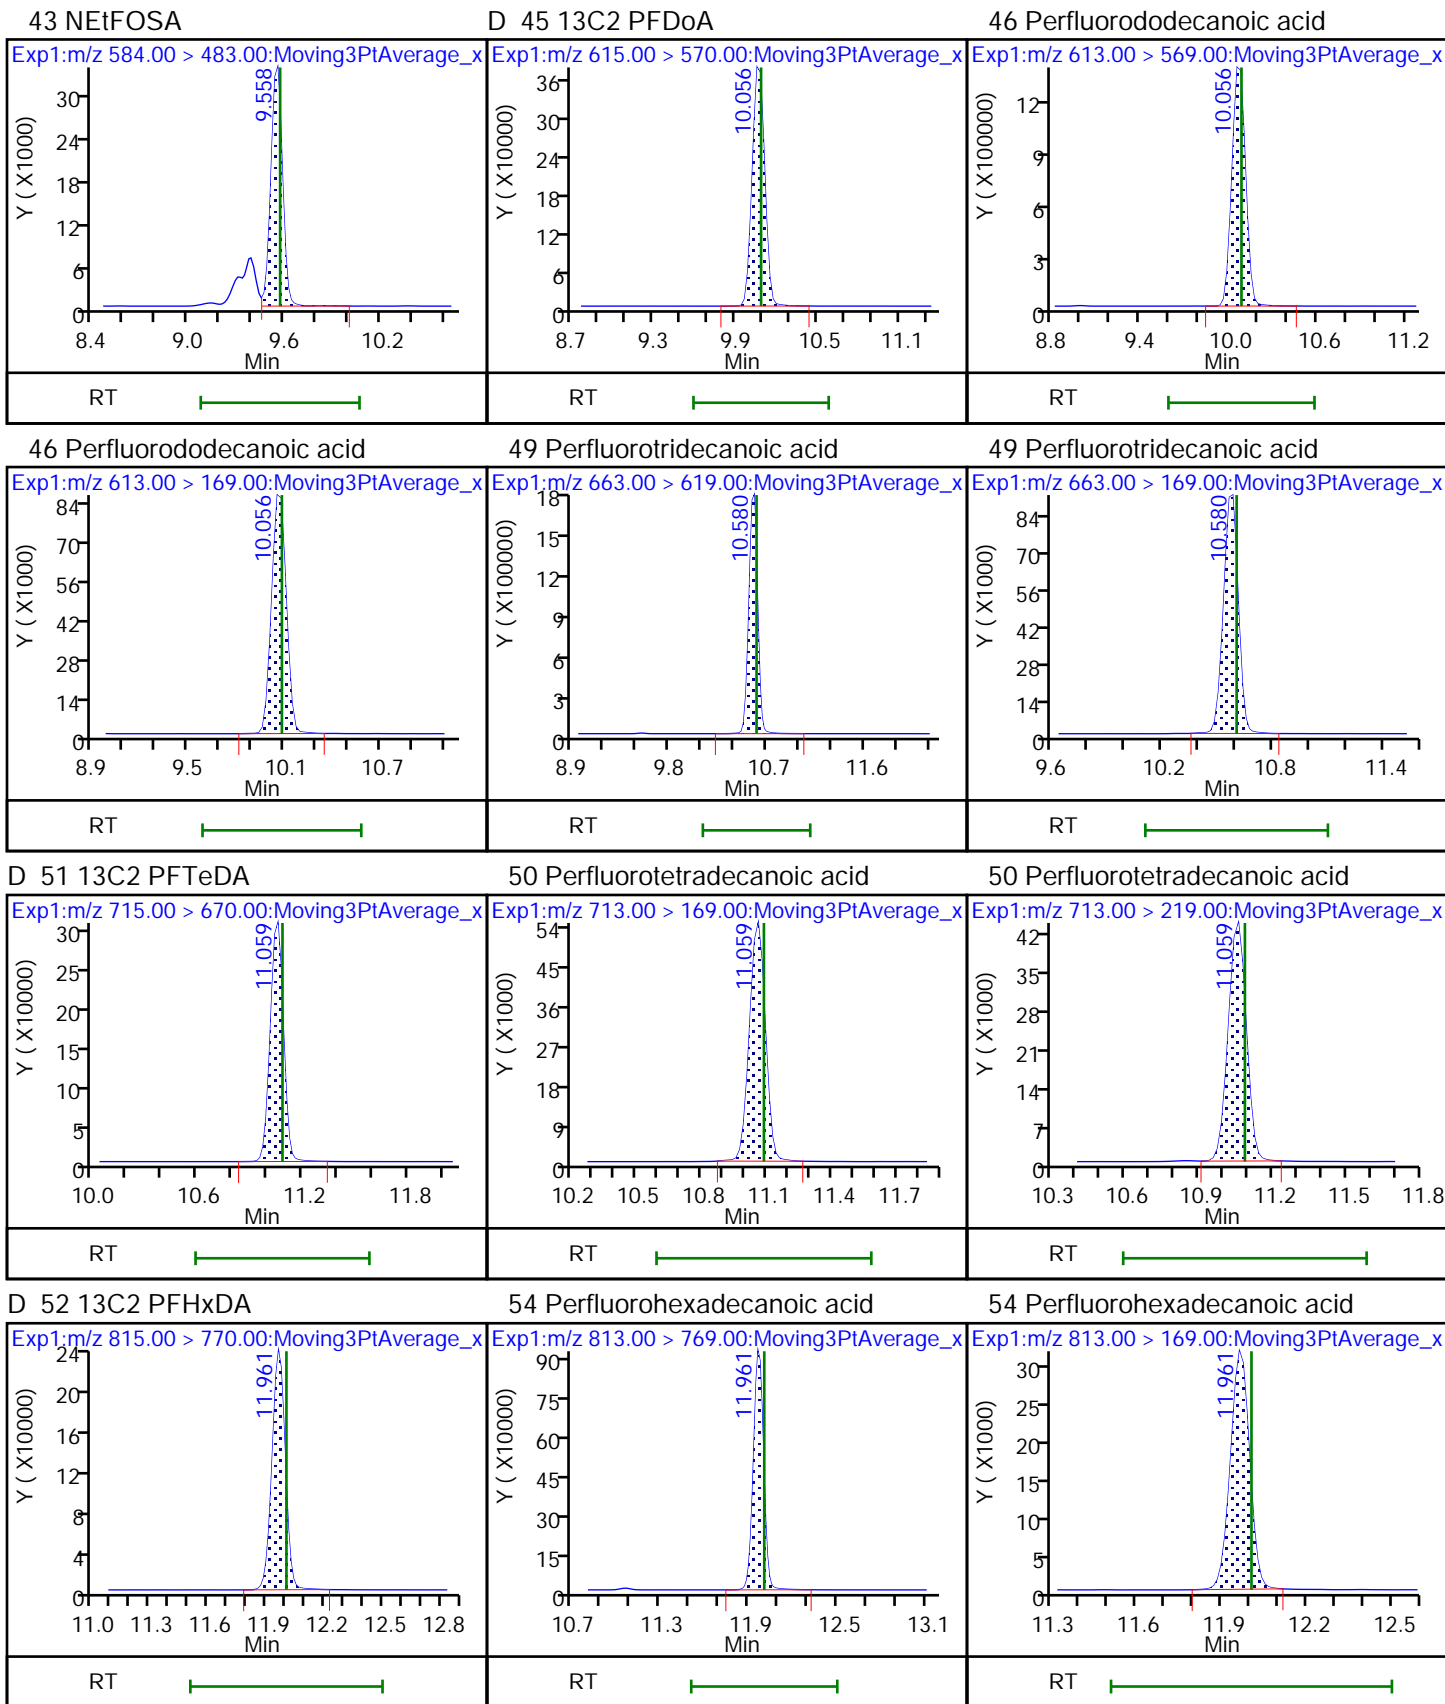 43 NEtFOSA
Exp1:m/z 584.00 > 483.00:Moving3PtAverage_x
Y ( X10000)
30
24
18
12
6
0
9.558
8.4 9.0 9.6 10.2
Min
RT
D 45 13C2 PFDoA
Exp1:m/z 615.00 > 570.00:Moving3PtAverage_x
Y ( X10000)
36
30
24
18
12
6
0
10.056
8.7 9.3 9.9 10.5 11.1
Min
RT
46 Perfluorododecanoic acid
Exp1:m/z 613.00 > 569.00:Moving3PtAverage_x
Y ( X100000)
12
9
6
3
0
10.056
8.8 9.4 10.0 10.6 11.2
Min
RT
46 Perfluorododecanoic acid
Exp1:m/z 613.00 > 169.00:Moving3PtAverage_x
Y ( X1000)
84
70
56
42
28
14
0
10.056
8.9 9.5 10.1 10.7
Min
RT
49 Perfluorotridecanoic acid
Exp1:m/z 663.00 > 619.00:Moving3PtAverage_x
Y ( X100000)
18
15
12
9
6
3
0
10.580
8.9 9.8 10.7 11.6
Min
RT
49 Perfluorotridecanoic acid
Exp1:m/z 663.00 > 169.00:Moving3PtAverage_x
Y ( X1000)
84
70
56
42
28
14
0
10.580
9.6 10.2 10.8 11.4
Min
RT
D 51 13C2 PFTeDA
Exp1:m/z 715.00 > 670.00:Moving3PtAverage_x
Y ( X10000)
30
25
20
15
10
5
0
11.059
10.0 10.6 11.2 11.8
Min
RT
50 Perfluorotetradecanoic acid
Exp1:m/z 713.00 > 169.00:Moving3PtAverage_x
Y ( X1000)
54
45
36
27
18
9
0
11.059
10.2 10.5 10.8 11.1 11.4 11.7
Min
RT
50 Perfluorotetradecanoic acid
Exp1:m/z 713.00 > 219.00:Moving3PtAverage_x
Y ( X1000)
42
35
28
21
14
7
0
11.059
10.3 10.6 10.9 11.2 11.5 11.8
Min
RT
D 52 13C2 PFHxDA
Exp1:m/z 815.00 > 770.00:Moving3PtAverage_x
Y ( X10000)
24
20
16
12
8
4
0
11.961
11.0 11.3 11.6 11.9 12.2 12.5 12.8
Min
RT
54 Perfluorohexadecanoic acid
Exp1:m/z 813.00 > 769.00:Moving3PtAverage_x
Y ( X10000)
90
75
60
45
30
15
0
11.961
10.7 11.3 11.9 12.5 13.1
Min
RT
54 Perfluorohexadecanoic acid
Exp1:m/z 813.00 > 169.00:Moving3PtAverage_x
Y ( X1000)
30
25
20
15
10
5
0
11.961
11.3 11.6 11.9 12.2 12.5
Min
RT